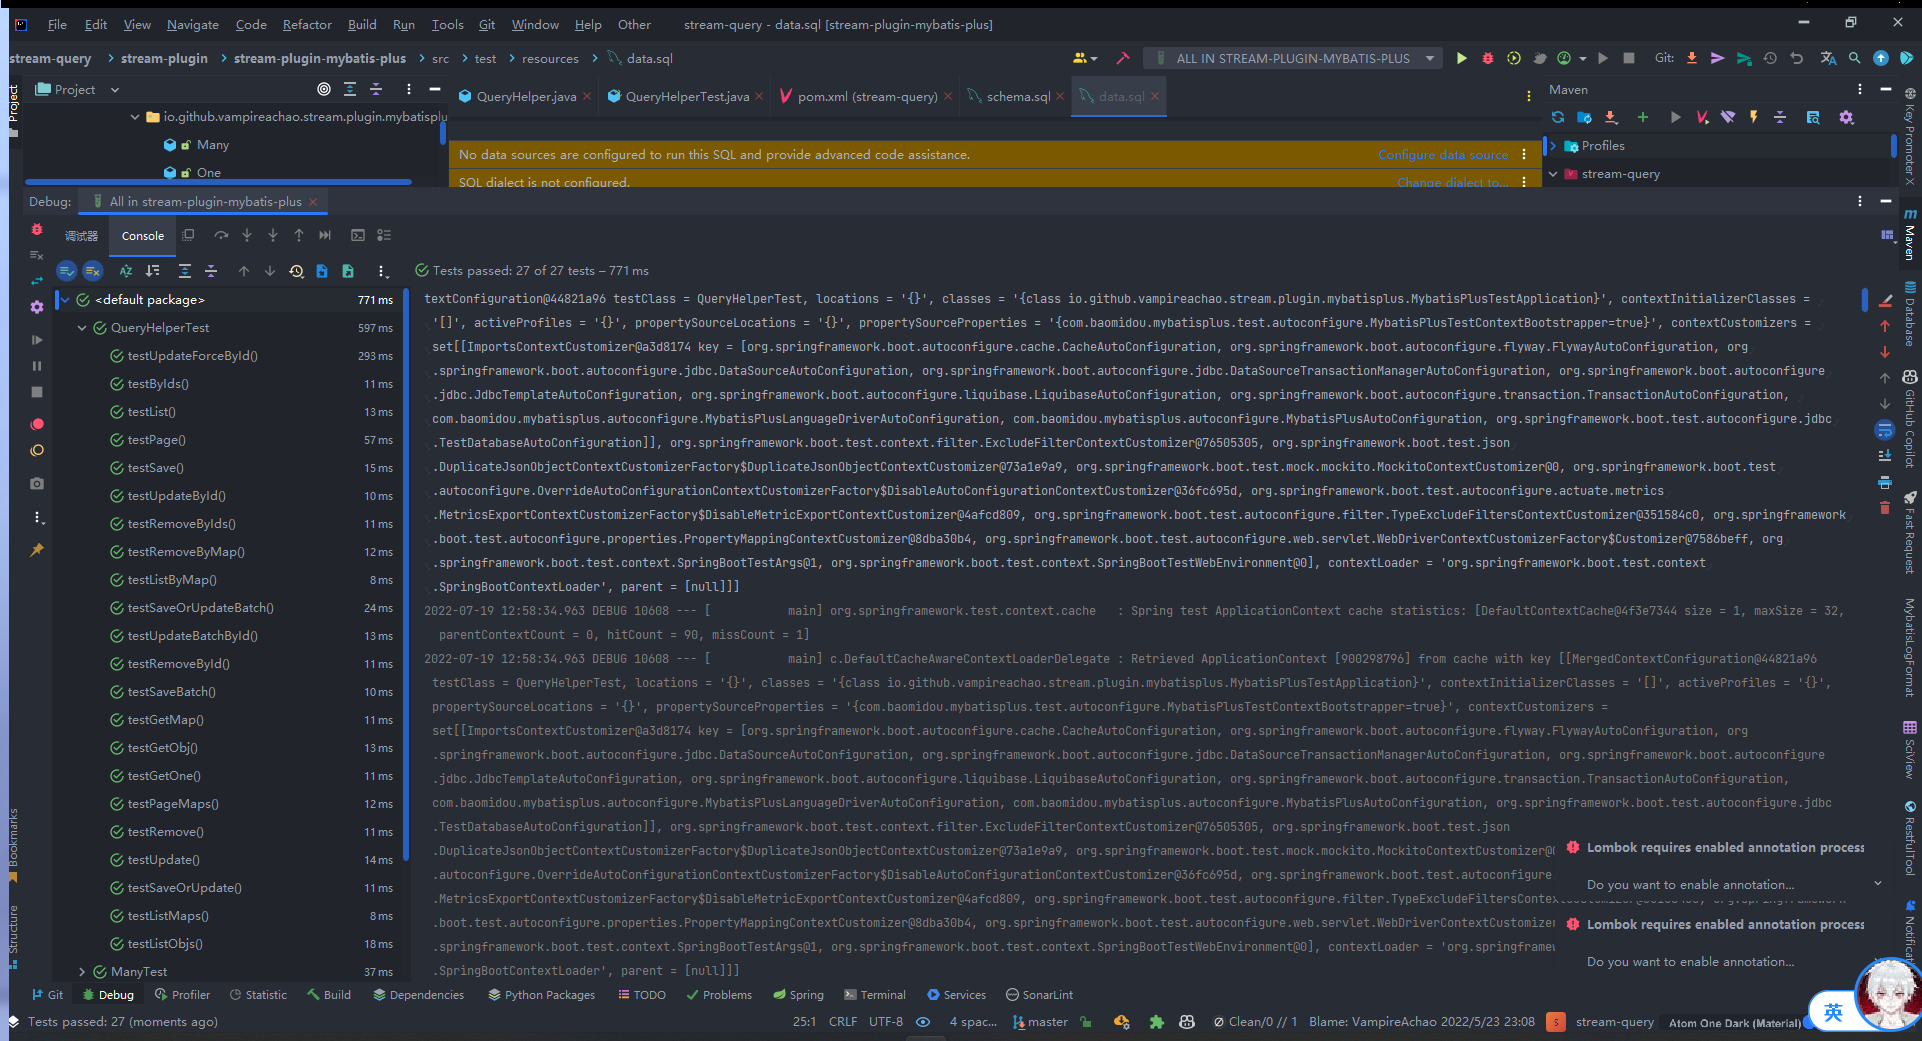 File Edit View Navigate Code Refactor Build Run Tools Git Window Help Other stream-query - data.sql [stream-plugin-mybatis-plus]
stream-query stream-plugin stream-plugin-mybatis-plus src test resources data.sql
ALL IN STREAM-PLUGIN-MYBATIS-PLUS Git:
Project
Project
QueryHelper.java QueryHelperTest.java pom.xml (stream-query) schema.sql data.sql
Maven
io.github.vampireachao.stream.plugin.mybatisplu
Many
One
No data sources are configured to run this SQL and provide advanced code assistance. Configure data source
SQL dialect is not configured. Change dialect to...
Profiles
stream-query
Debug: All in stream-plugin-mybatis-plus
调试器 Console
Tests passed: 27 of 27 tests – 771 ms
<default package> 771 ms
QueryHelperTest 597 ms
testUpdateForceById() 293 ms
testByIds() 11 ms
testList() 13 ms
testPage() 57 ms
testSave() 15 ms
testUpdateById() 10 ms
testRemoveByIds() 11 ms
testRemoveByMap() 12 ms
testListByMap() 8 ms
testSaveOrUpdateBatch() 24 ms
testUpdateBatchById() 13 ms
testRemoveById() 11 ms
testSaveBatch() 10 ms
testGetMap() 11 ms
testGetObj() 13 ms
testGetOne() 11 ms
testPageMaps() 12 ms
testRemove() 11 ms
testUpdate() 14 ms
testSaveOrUpdate() 11 ms
testListMaps() 8 ms
testListObjs() 18 ms
ManyTest 37 ms
textConfiguration@44821a96 testClass = QueryHelperTest, locations = '{}', classes = '{class io.github.vampireachao.stream.plugin.mybatisplus.MybatisPlusTestApplication}', contextInitializerClasses =
'[]', activeProfiles = '{}', propertySourceLocations = '{}', propertySourceProperties = '{com.baomidou.mybatisplus.test.autoconfigure.MybatisPlusTestContextBootstrapper=true}', contextCustomizers =
set[[ImportsContextCustomizer@a3d8174 key = [org.springframework.boot.autoconfigure.cache.CacheAutoConfiguration, org.springframework.boot.autoconfigure.flyway.FlywayAutoConfiguration, org
.springframework.boot.autoconfigure.jdbc.DataSourceAutoConfiguration, org.springframework.boot.autoconfigure.jdbc.DataSourceTransactionManagerAutoConfiguration, org.springframework.boot.autoconfigure
.jdbc.JdbcTemplateAutoConfiguration, org.springframework.boot.autoconfigure.liquibase.LiquibaseAutoConfiguration, org.springframework.boot.autoconfigure.transaction.TransactionAutoConfiguration,
com.baomidou.mybatisplus.autoconfigure.MybatisPlusLanguageDriverAutoConfiguration, com.baomidou.mybatisplus.autoconfigure.MybatisPlusAutoConfiguration, org.springframework.boot.test.autoconfigure.jdbc
.TestDatabaseAutoConfiguration]], org.springframework.boot.test.context.filter.ExcludeFilterContextCustomizer@76505305, org.springframework.boot.test.json
.DuplicateJsonObjectContextCustomizerFactory$DuplicateJsonObjectContextCustomizer@73a1e9a9, org.springframework.boot.test.mock.mockito.MockitoContextCustomizer@0, org.springframework.boot.test
.autoconfigure.OverrideAutoConfigurationContextCustomizerFactory$DisableAutoConfigurationContextCustomizer@36fc695d, org.springframework.boot.test.autoconfigure.actuate.metrics
.MetricsExportContextCustomizerFactory$DisableMetricExportContextCustomizer@4afcd809, org.springframework.boot.test.autoconfigure.filter.TypeExcludeFiltersContextCustomizer@351584c0, org.springframework
.boot.test.autoconfigure.properties.PropertyMappingContextCustomizer@8dba30b4, org.springframework.boot.test.autoconfigure.web.servlet.WebDriverContextCustomizerFactory$Customizer@7586beff, org
.springframework.boot.test.context.SpringBootTestArgs@1, org.springframework.boot.test.context.SpringBootTestWebEnvironment@0], contextLoader = 'org.springframework.boot.test.context
.SpringBootContextLoader', parent = [null]]]
2022-07-19 12:58:34.963 DEBUG 10608 --- [ main] org.springframework.test.context.cache : Spring test ApplicationContext cache statistics: [DefaultContextCache@4f3e7344 size = 1, maxSize = 32,
parentContextCount = 0, hitCount = 90, missCount = 1]
2022-07-19 12:58:34.963 DEBUG 10608 --- [ main] c.DefaultCacheAwareContextLoaderDelegate : Retrieved ApplicationContext [900298796] from cache with key [[MergedContextConfiguration@44821a96
testClass = QueryHelperTest, locations = '{}', classes = '{class io.github.vampireachao.stream.plugin.mybatisplus.MybatisPlusTestApplication}', contextInitializerClasses = '[]', activeProfiles = '{}',
propertySourceLocations = '{}', propertySourceProperties = '{com.baomidou.mybatisplus.test.autoconfigure.MybatisPlusTestContextBootstrapper=true}', contextCustomizers =
set[[ImportsContextCustomizer@a3d8174 key = [org.springframework.boot.autoconfigure.cache.CacheAutoConfiguration, org.springframework.boot.autoconfigure.flyway.FlywayAutoConfiguration, org
.springframework.boot.autoconfigure.jdbc.DataSourceAutoConfiguration, org.springframework.boot.autoconfigure.jdbc.DataSourceTransactionManagerAutoConfiguration, org.springframework.boot.autoconfigure
.jdbc.JdbcTemplateAutoConfiguration, org.springframework.boot.autoconfigure.liquibase.LiquibaseAutoConfiguration, org.springframework.boot.autoconfigure.transaction.TransactionAutoConfiguration,
com.baomidou.mybatisplus.autoconfigure.MybatisPlusLanguageDriverAutoConfiguration, com.baomidou.mybatisplus.autoconfigure.MybatisPlusAutoConfiguration, org.springframework.boot.test.autoconfigure.jdbc
.TestDatabaseAutoConfiguration]], org.springframework.boot.test.context.filter.ExcludeFilterContextCustomizer@76505305, org.springframework.boot.test.json
.DuplicateJsonObjectContextCustomizerFactory$DuplicateJsonObjectContextCustomizer@73a1e9a9, org.springframework.boot.test.mock.mockito.MockitoContextCustomizer@0
.autoconfigure.OverrideAutoConfigurationContextCustomizerFactory$DisableAutoConfigurationContextCustomizer@36fc695d, org.springframework.boot.test.autoconfigure
.MetricsExportContextCustomizerFactory$DisableMetricExportContextCustomizer@4afcd809, org.springframework.boot.test.autoconfigure.filter.TypeExcludeFiltersConte
.boot.test.autoconfigure.properties.PropertyMappingContextCustomizer@8dba30b4, org.springframework.boot.test.autoconfigure.web.servlet.WebDriverContextCustomizer
.springframework.boot.test.context.SpringBootTestArgs@1, org.springframework.boot.test.context.SpringBootTestWebEnvironment@0], contextLoader = 'org.springframew
.SpringBootContextLoader', parent = [null]]]
Lombok requires enabled annotation process
Do you want to enable annotation...
Lombok requires enabled annotation process
Do you want to enable annotation...
Key Promoter X
Maven
Database
GitHub Copilot
Fast Request
MybatisLogFormat
SciView
RestfulTool
Notificat
Bookmarks
Structure
Git Debug Profiler Statistic Build Dependencies Python Packages TODO Problems Spring Terminal Services SonarLint
英
Tests passed: 27 (moments ago) 25:1 CRLF UTF-8 4 spac... master Clean/0 // 1 Blame: VampireAchao 2022/5/23 23:08 stream-query Atom One Dark (Material)